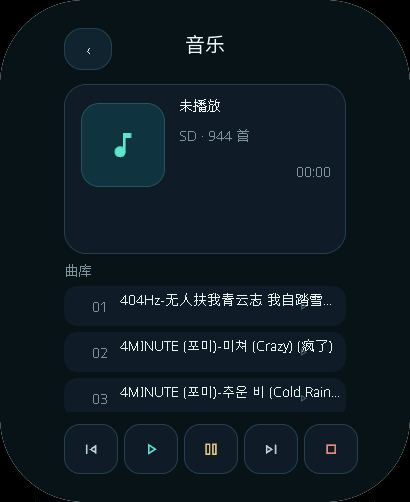 音乐
未播放
SD · 944 首
00:00
曲库
01 404Hz-无人扶我青云志 我自踏雪...
02 4MINUTE (포미)-미쳐 (Crazy) (疯了)
03 4MINUTE (포미)-추운 비 (Cold Rain...